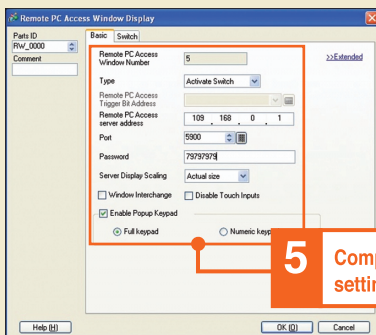 Remote PC Access Window Display
Parts ID
RW_0000
Comment
Basic Switch
Remote PC Access
Window Number
5
>>Extended
Type
Activate Switch
Remote PC Access
Trigger Bit Address
Remote PC Access
server address
109 . 168 . 0 . 1
Port
5900
Password
79797979
Server Display Scaling
Actual size
Window Interchange
Disable Touch Inputs
Enable Popup Keypad
Full keypad
Numeric
5
Help (H)
OK (O)
Cancel